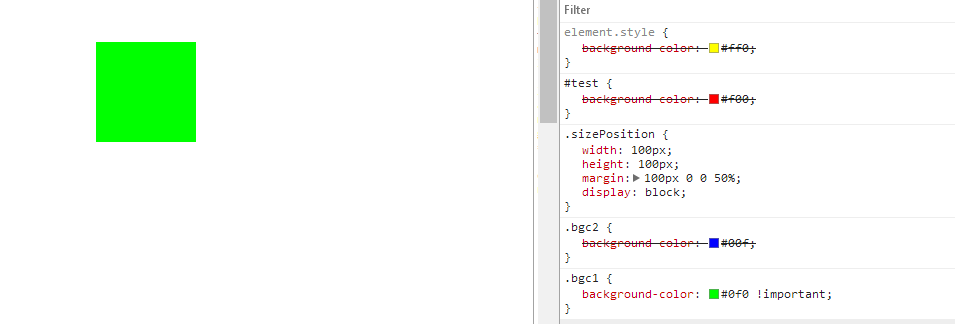 Filter
element.style {
background-color: #ff0;
}
#test {
background-color: #f00;
}
.sizePosition {
width: 100px;
height: 100px;
margin: 100px 0 0 50%;
display: block;
}
.bgc2 {
background-color: #00f;
}
.bgc1 {
background-color: #0f0 !important;
}